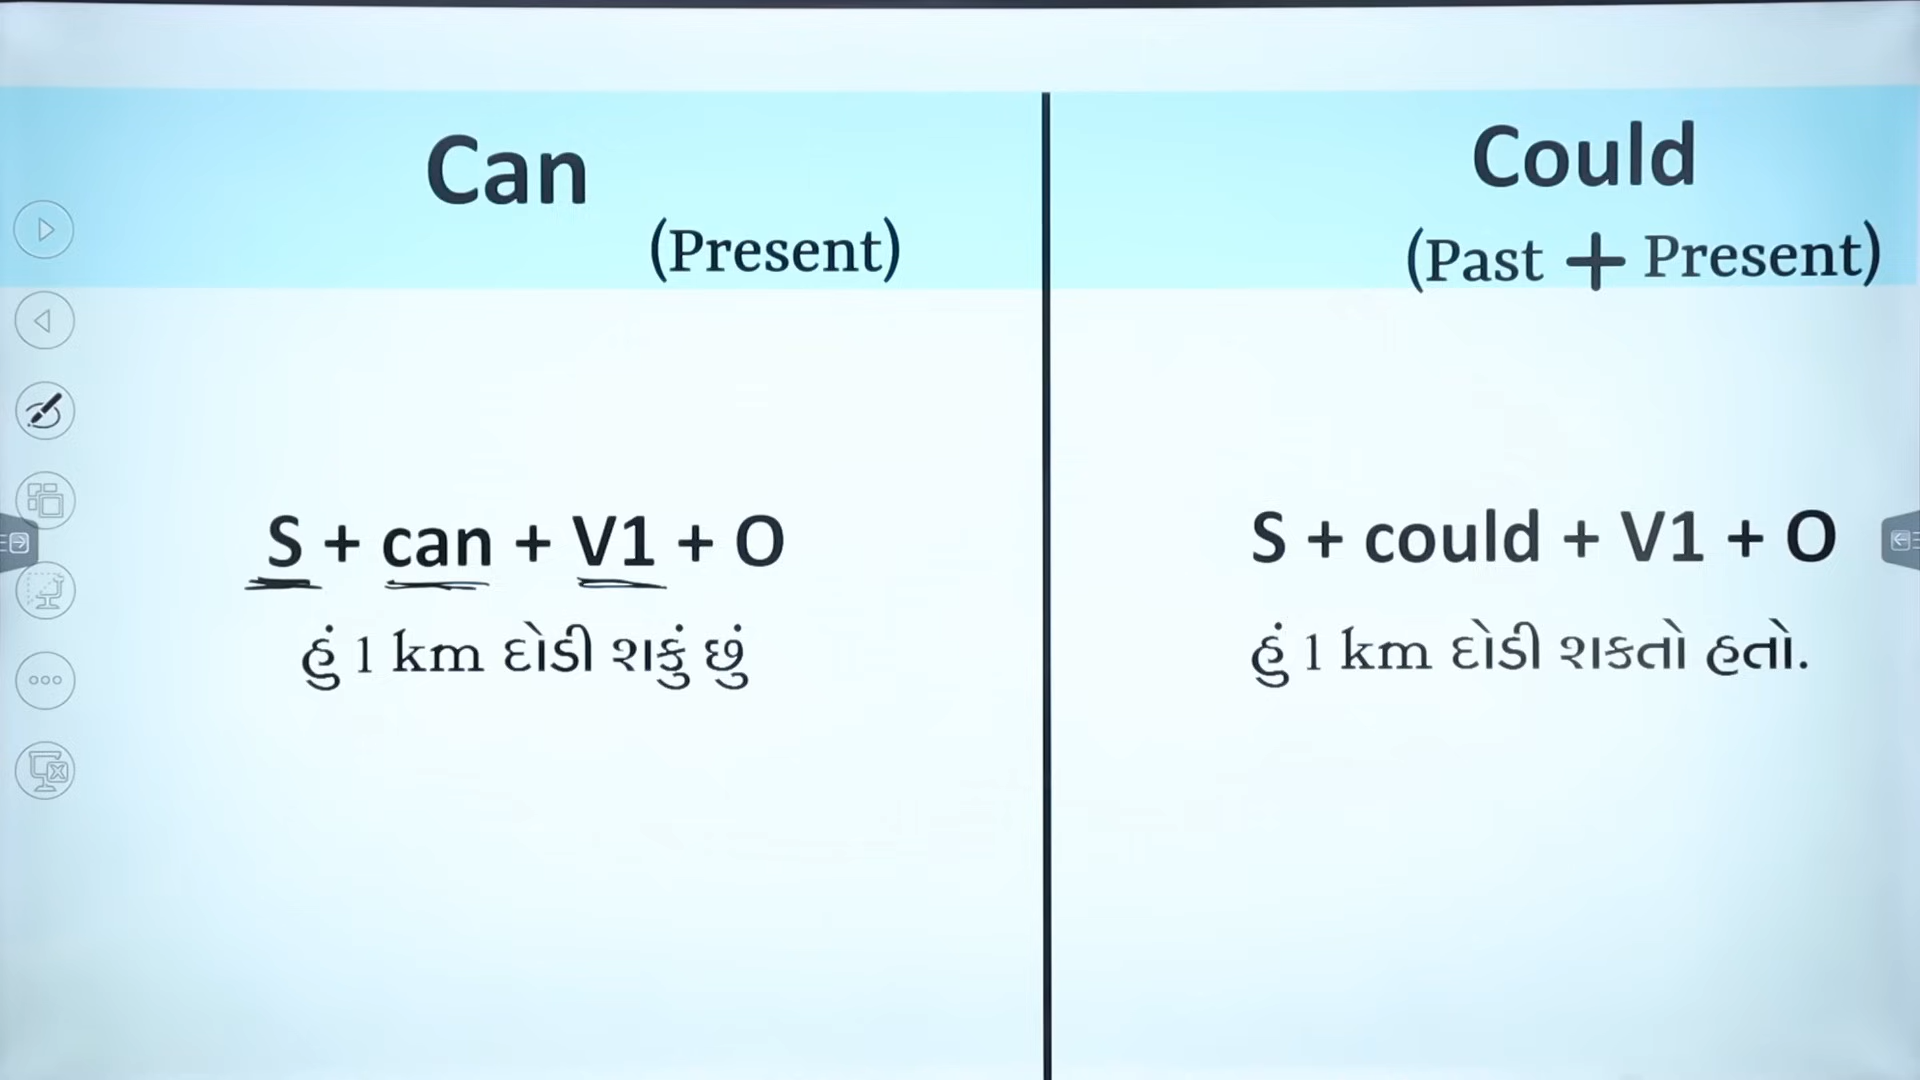 Can
(Present)
S + can + V1 + O
હું 1 km દોડી શકું છું
Could
(Past + Present)
S + could + V1 + O
હું 1 km દોડી શકતો હતો.